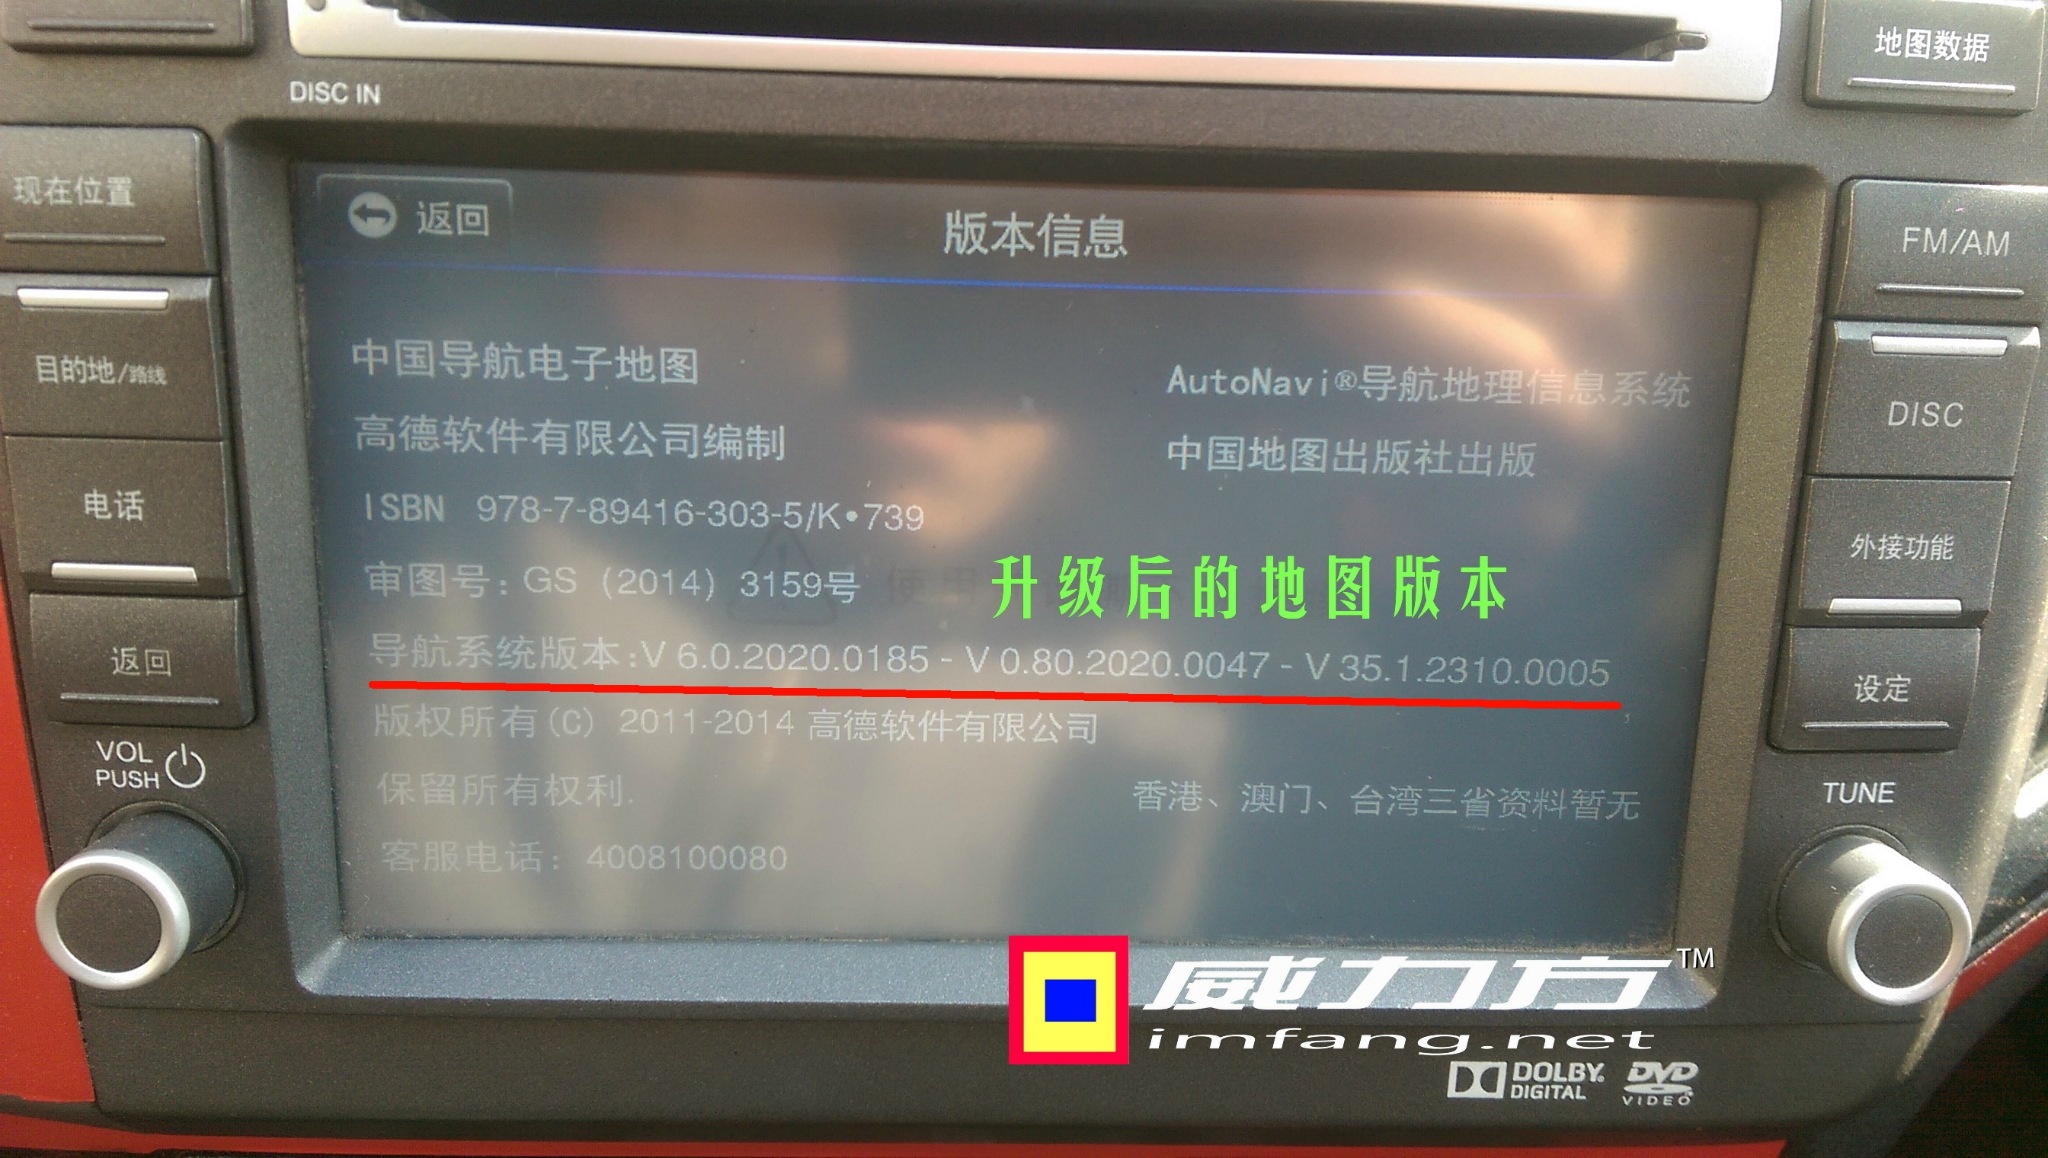 地图数据
DISC IN
现在位置
FM/AM
返回
版本信息
目的地/路线
DISC
中国导航电子地图
AutoNavi®导航地理信息系统
高德软件有限公司编制
中国地图出版社出版
电话
ISBN 978-7-89416-303-5/K•739
外接功能
审图号: GS (2014) 3159号
使用
升级后的地图版本
返回
导航系统版本:V 6.0.2020.0185 - V 0.80.2020.0047 - V 35.1.2310.0005
设定
版权所有(C) 2011-2014 高德软件有限公司
VOL
PUSH
保留所有权利.
香港、澳门、台湾三省资料暂无
TUNE
客服电话: 4008100080
威力方 TM
imfang.net
DOLBY
DIGITAL
DVD
VIDEO